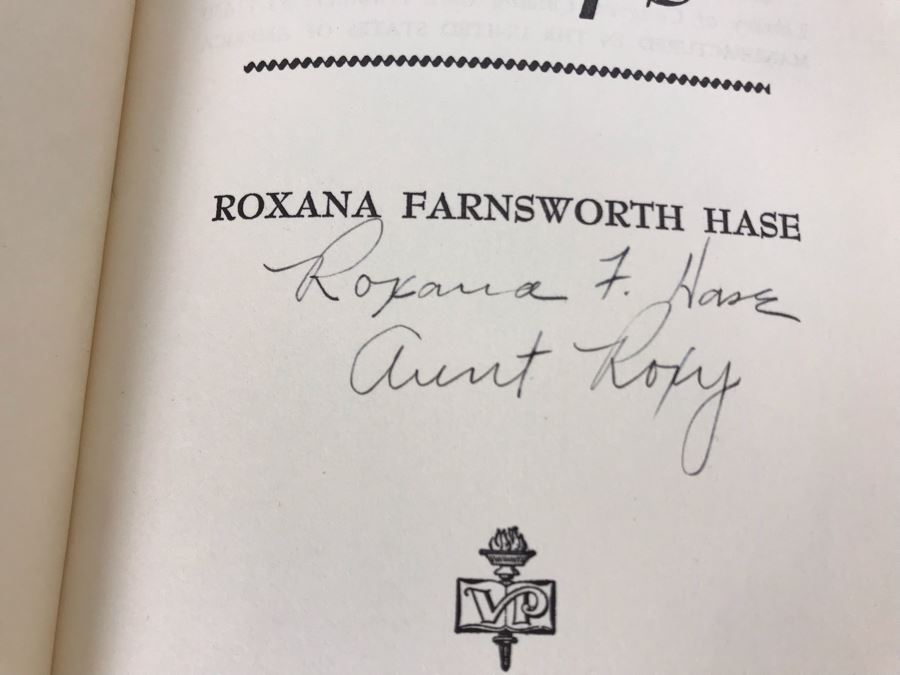 ROXANA FARNSWORTH HASE
Roxana F. Hase
Aunt Roxy
VP